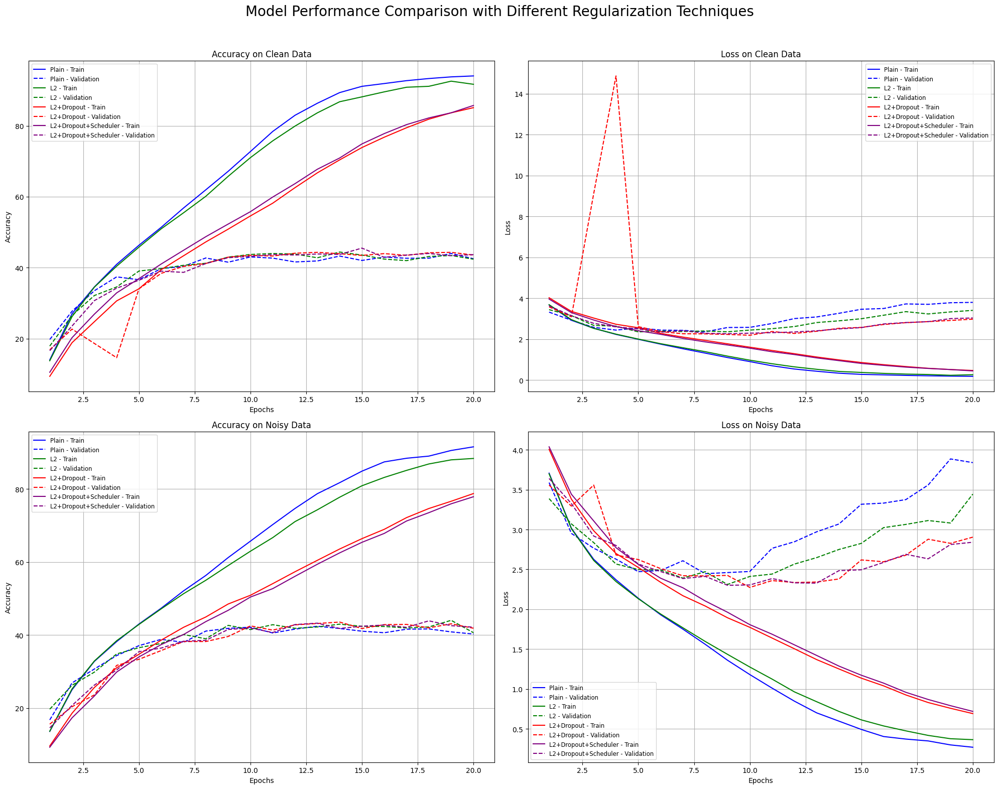 Model Performance Comparison with Different Regularization Techniques
Accuracy on Clean Data
Plain - Train
Plain - Validation
L2 - Train
L2 - Validation
L2+Dropout - Train
L2+Dropout - Validation
L2+Dropout+Scheduler - Train
L2+Dropout+Scheduler - Validation
Accuracy
80
60
40
20
2.5 5.0 7.5 10.0 12.5 15.0 17.5 20.0
Epochs
Loss on Clean Data
Plain - Train
Plain - Validation
L2 - Train
L2 - Validation
L2+Dropout - Train
L2+Dropout - Validation
L2+Dropout+Scheduler - Train
L2+Dropout+Scheduler - Validation
Loss
14
12
10
8
6
4
2
0
2.5 5.0 7.5 10.0 12.5 15.0 17.5 20.0
Epochs
Accuracy on Noisy Data
Plain - Train
Plain - Validation
L2 - Train
L2 - Validation
L2+Dropout - Train
L2+Dropout - Validation
L2+Dropout+Scheduler - Train
L2+Dropout+Scheduler - Validation
Accuracy
80
60
40
20
2.5 5.0 7.5 10.0 12.5 15.0 17.5 20.0
Epochs
Loss on Noisy Data
Loss
4.0
3.5
3.0
2.5
2.0
1.5
1.0
0.5
Plain - Train
Plain - Validation
L2 - Train
L2 - Validation
L2+Dropout - Train
L2+Dropout - Validation
L2+Dropout+Scheduler - Train
L2+Dropout+Scheduler - Validation
2.5 5.0 7.5 10.0 12.5 15.0 17.5 20.0
Epochs